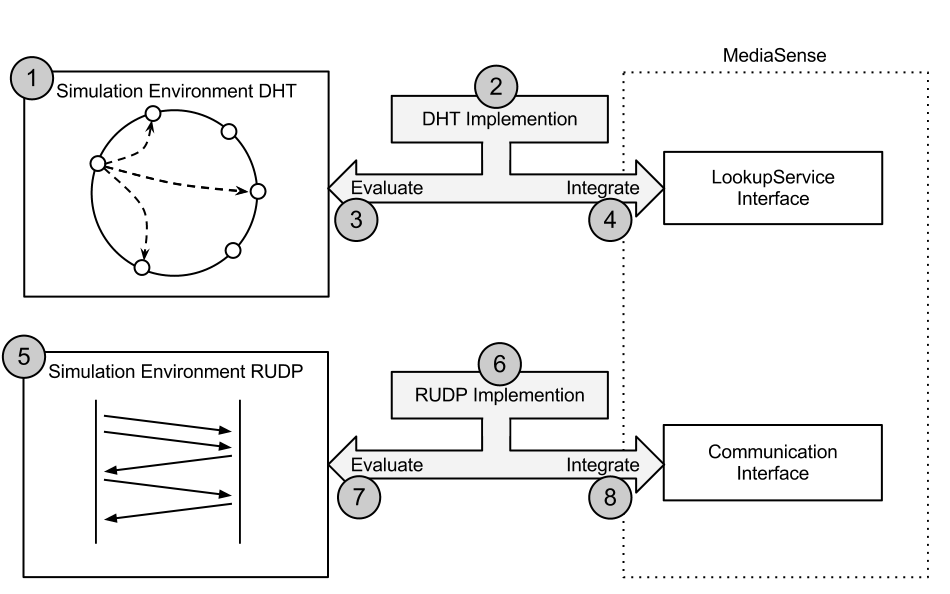 MediaSense
1
Simulation Environment DHT
2
DHT Implemention
Evaluate
Integrate
3
4
LookupService
Interface
5
Simulation Environment RUDP
6
RUDP Implemention
Evaluate
Integrate
7
8
Communication
Interface